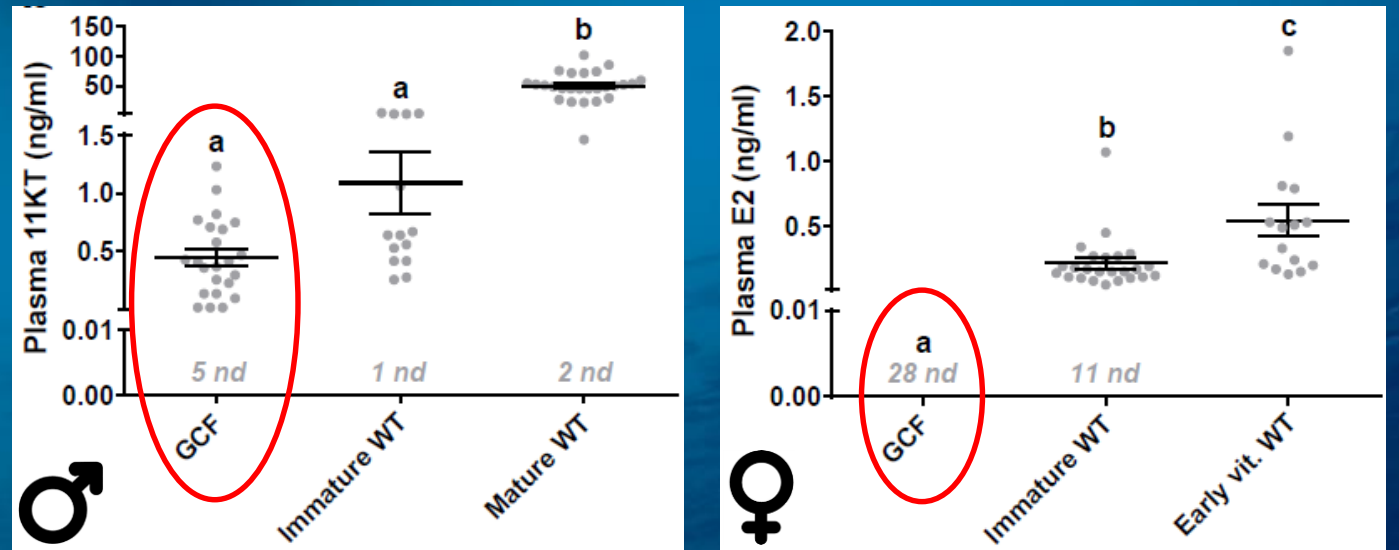 Plasma 11KT (ng/ml)
150
100
50
1.5
1.0
0.5
0.01
0.00
a
a
b
5 nd
1 nd
2 nd
GCF
Immature WT
Mature WT
Plasma E2 (ng/ml)
2.0
1.5
1.0
0.5
0.01
0.00
a
b
c
28 nd
11 nd
GCF
Immature WT
Early vit. WT